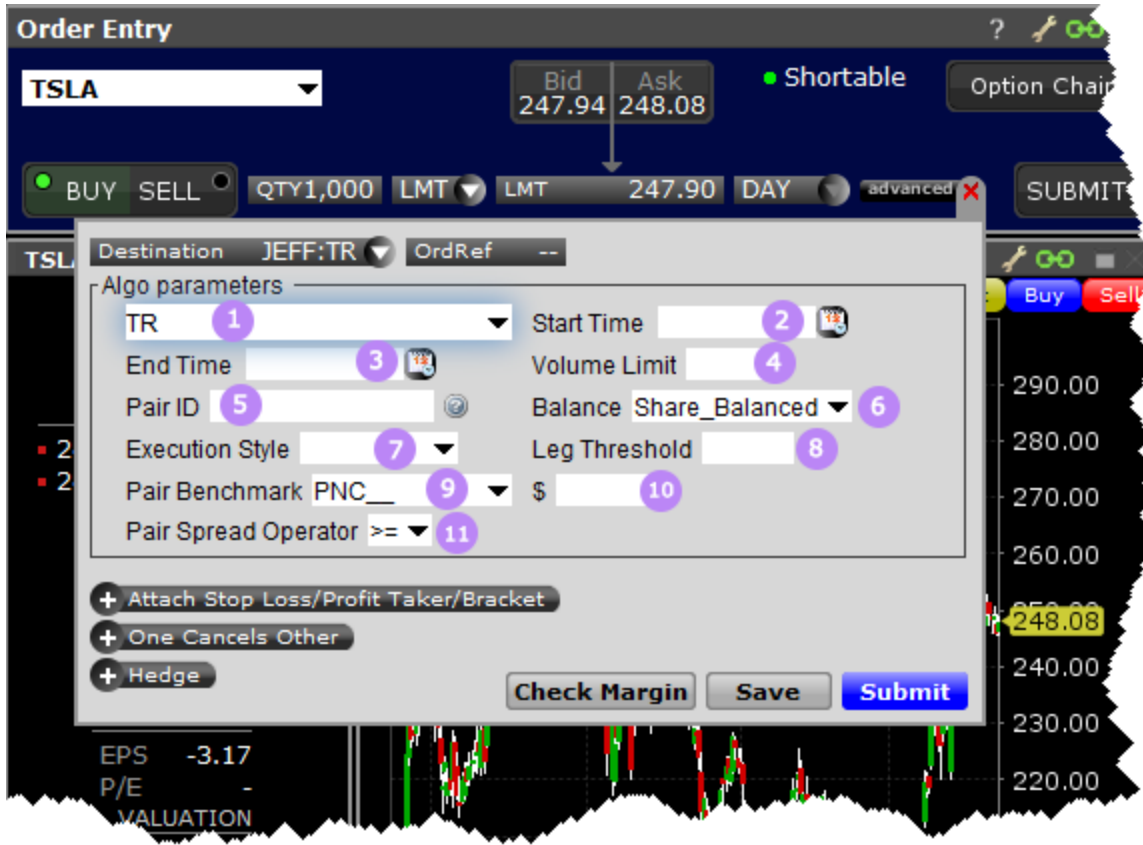 Order Entry ?
TSLA
Bid Ask
247.94 248.08
Shortable
Option Chain
BUY SELL QTY1,000 LMT LMT 247.90 DAY advanced SUBMIT
Destination JEFF:TR OrdRef --
Algo parameters
TR 1 Start Time 2
End Time 3 Volume Limit 4
Pair ID 5 Balance Share_Balanced 6
Execution Style 7 Leg Threshold 8
Pair Benchmark PNC__ 9 $ 10
Pair Spread Operator >= 11
+ Attach Stop Loss/Profit Taker/Bracket
+ One Cancels Other
+ Hedge
Check Margin Save Submit
Buy Sell
290.00
280.00
270.00
260.00
248.08
240.00
230.00
220.00
EPS -3.17
P/E -
VALUATION